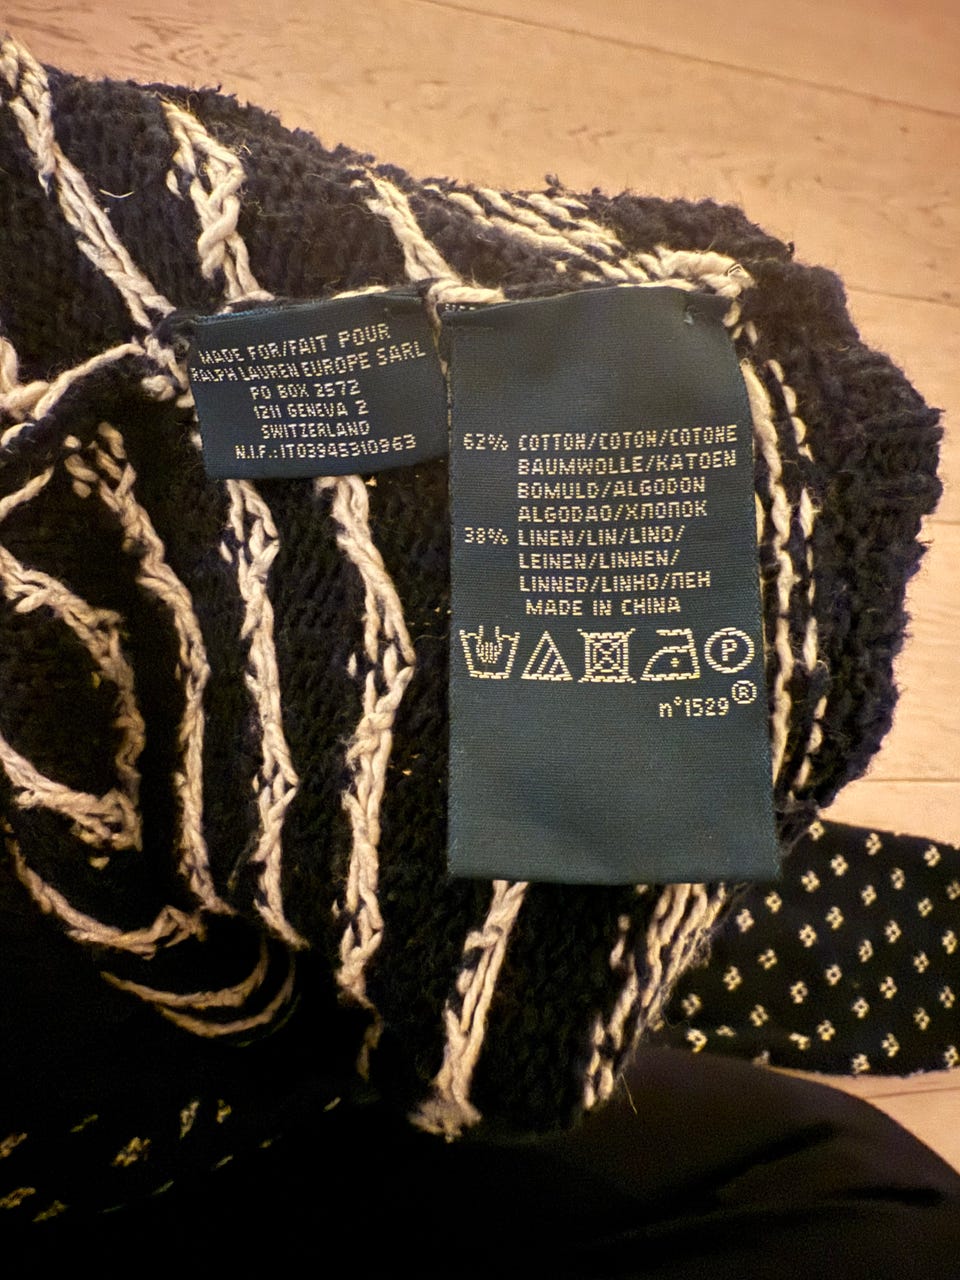 MADE FOR/FAIT POUR
RALPH LAUREN EUROPE SARL
PO BOX 2572
1211 GENEVA 2
SWITZERLAND
N.I.F.:IT03945310963
62% COTTON/COTON/COTONE
BAUMWOLLE/KATOEN
BOMULD/ALGODON
ALGODAO/ХЛОПОК
38% LINEN/LIN/LINO/
LEINEN/LINNEN/
LINNED/LINHO/ЛЕН
MADE IN CHINA
P
n°1529®